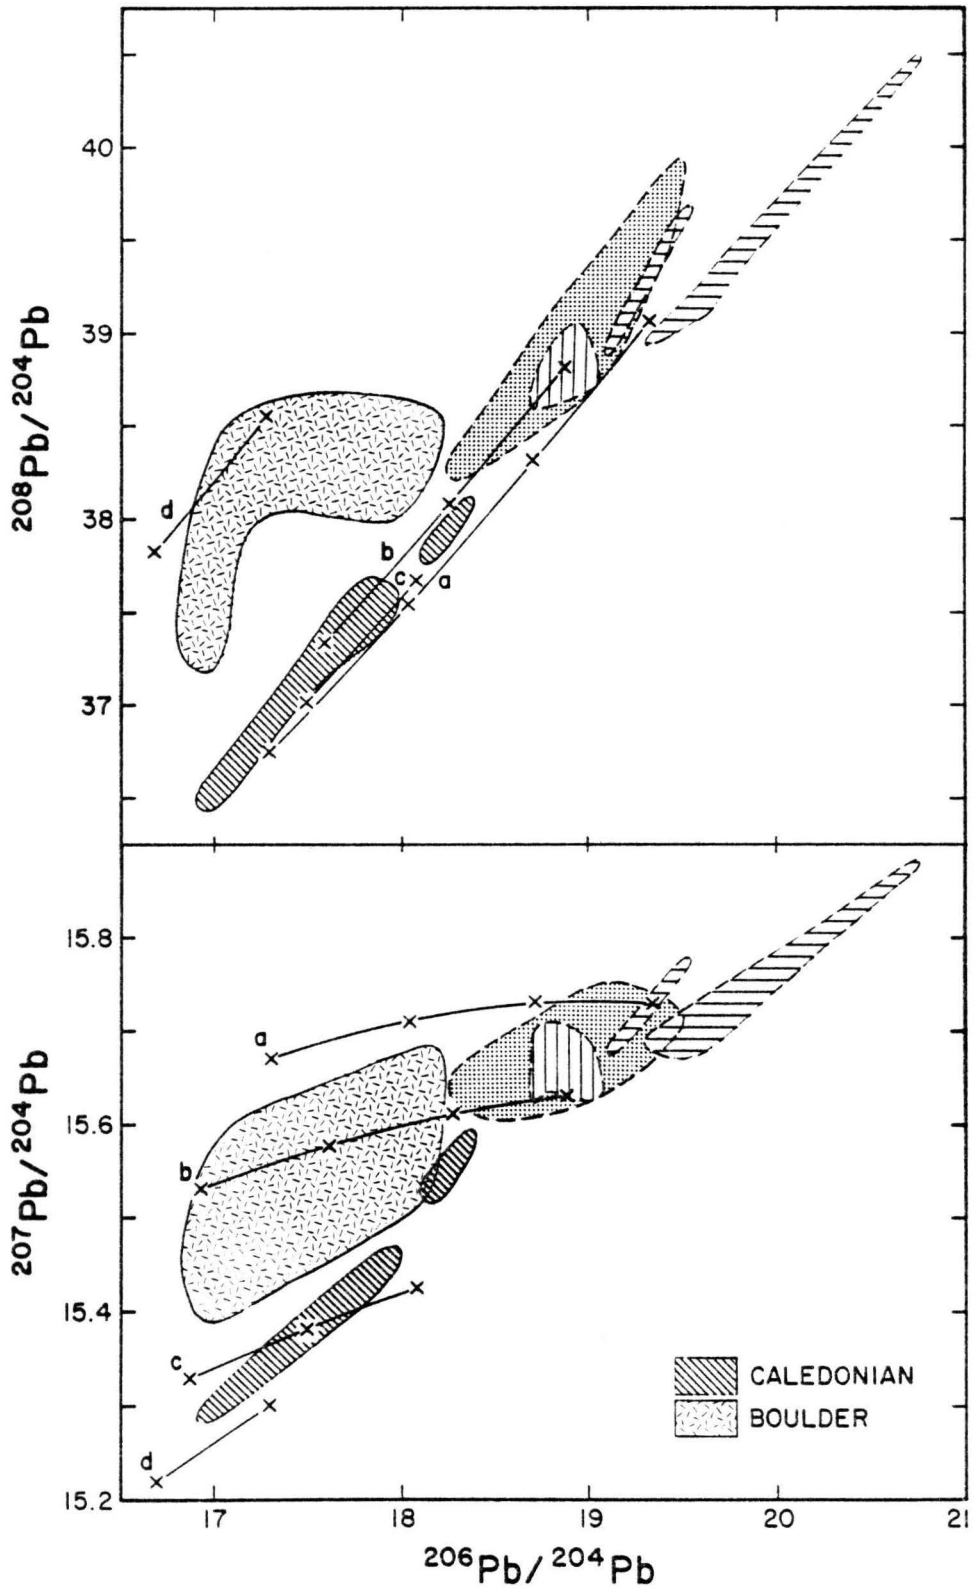 40
39
38
37
208Pb/204Pb
d
b
c
a
15.8
15.6
15.4
15.2
207Pb/204Pb
a
b
c
d
CALEDONIAN
BOULDER
17 18 19 20 21
206Pb/204Pb